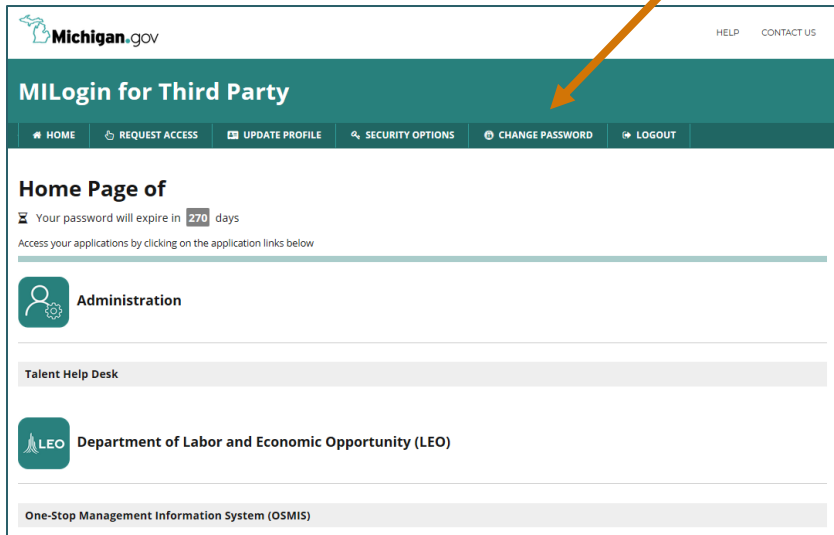 Michigan.gov
HELP CONTACT US
MILogin for Third Party
HOME REQUEST ACCESS UPDATE PROFILE SECURITY OPTIONS CHANGE PASSWORD LOGOUT
Home Page of
Your password will expire in 270 days
Access your applications by clicking on the application links below
Administration
Talent Help Desk
LEO Department of Labor and Economic Opportunity (LEO)
One-Stop Management Information System (OSMIS)